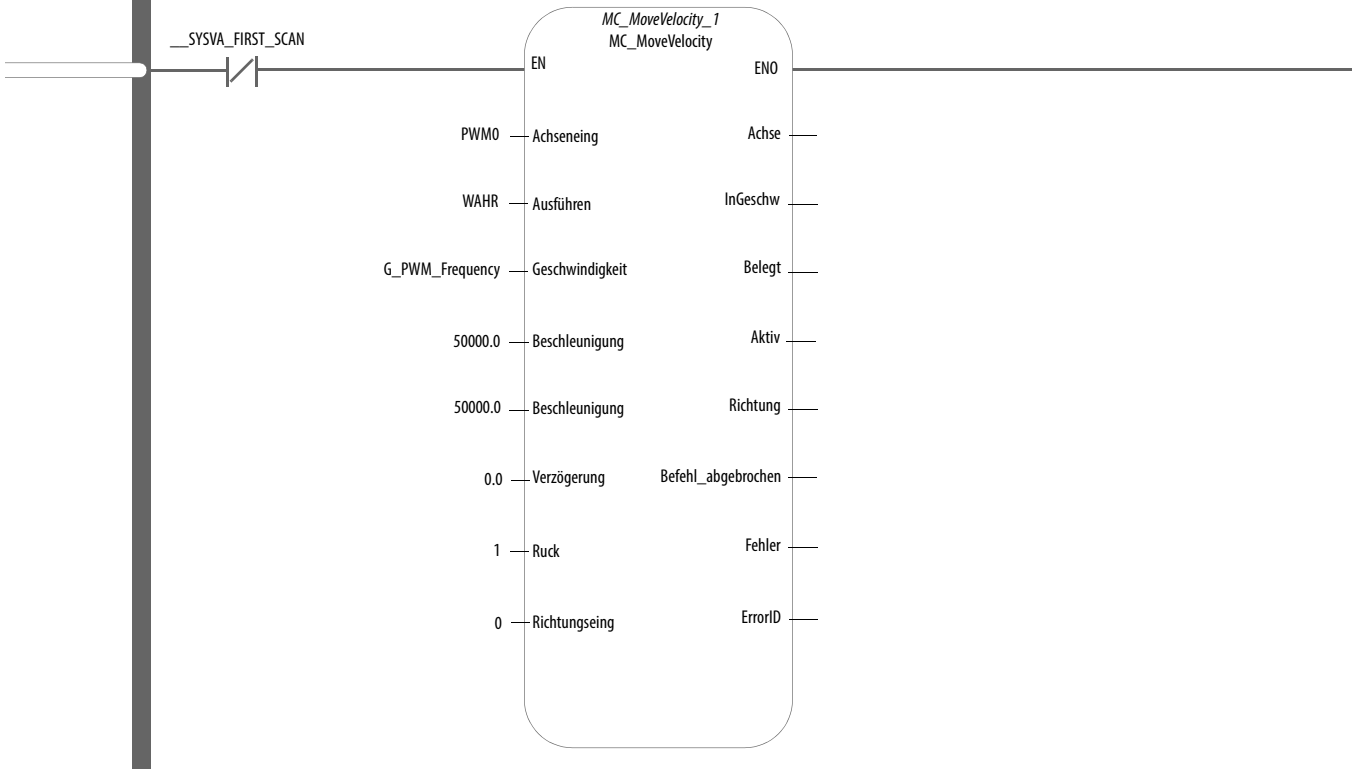 MC_MoveVelocity_1
__SYSVA_FIRST_SCAN
MC_MoveVelocity
EN
ENO
PWM0
Achseneing
Achse
WAHR
Ausführen
InGeschw
G_PWM_Frequency
Geschwindigkeit
Belegt
50000.0
Beschleunigung
Aktiv
50000.0
Beschleunigung
Richtung
0.0
Verzögerung
Befehl_abgebrochen
1
Ruck
Fehler
0
Richtungseing
ErrorID